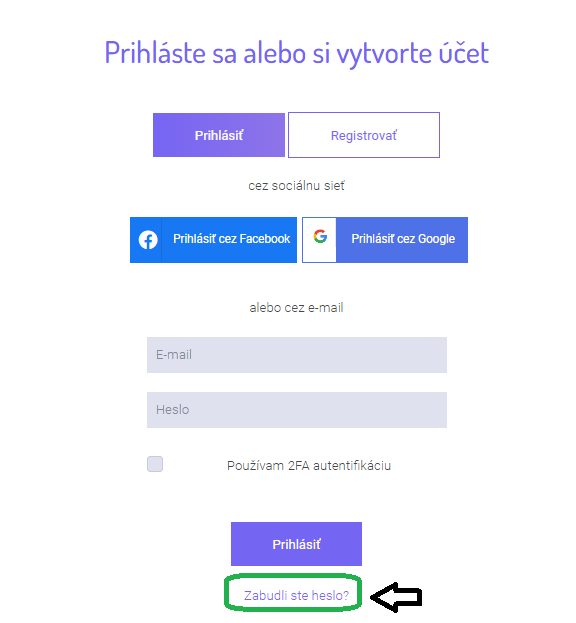 Prihláste sa alebo si vytvorte účet
Prihlásiť
Registrovať
cez sociálnu sieť
Prihlásiť cez Facebook
Prihlásiť cez Google
alebo cez e-mail
E-mail
Heslo
Používam 2FA autentifikáciu
Prihlásiť
Zabudli ste heslo?